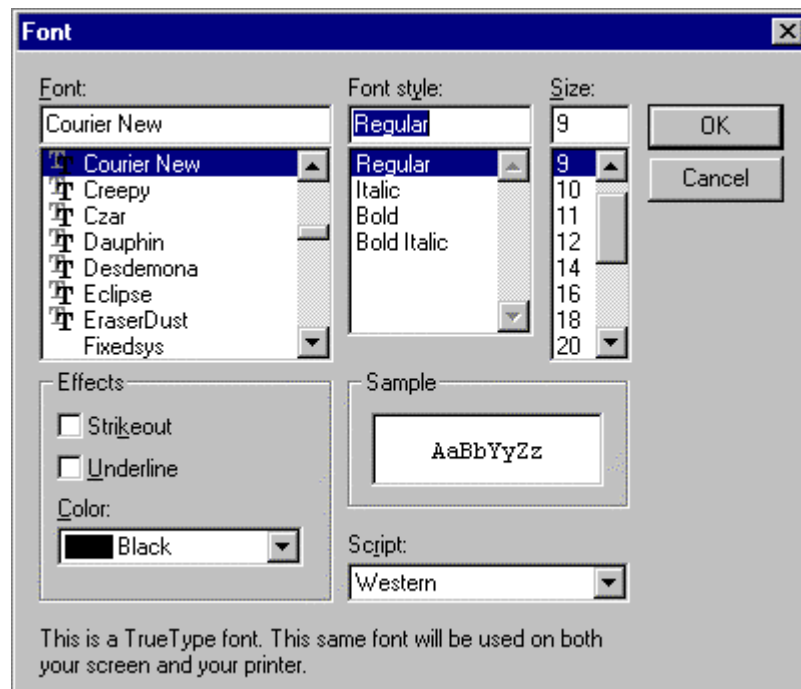 Font
Font:
Courier New
Courier New
Creepy
Czar
Dauphin
Desdemona
Eclipse
EraserDust
Fixedsys
Font style:
Regular
Regular
Italic
Bold
Bold Italic
Size:
9
9
10
11
12
14
16
18
20
OK
Cancel
Effects
Strikeout
Underline
Color:
Black
Sample
AaBbYyZz
Script:
Western
This is a TrueType font. This same font will be used on both
your screen and your printer.